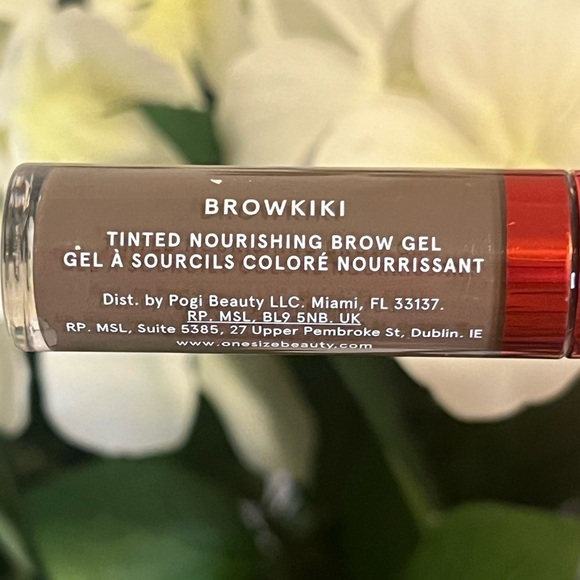 BROWKIKI
TINTED NOURISHING BROW GEL
GEL À SOURCILS COLORÉ NOURRISSANT
Dist. by Pogi Beauty LLC. Miami, FL 33137.
RP. MSL, BL9 5NB. UK
RP. MSL, Suite 5385, 27 Upper Pembroke St, Dublin. IE
www.onesizebeauty.com